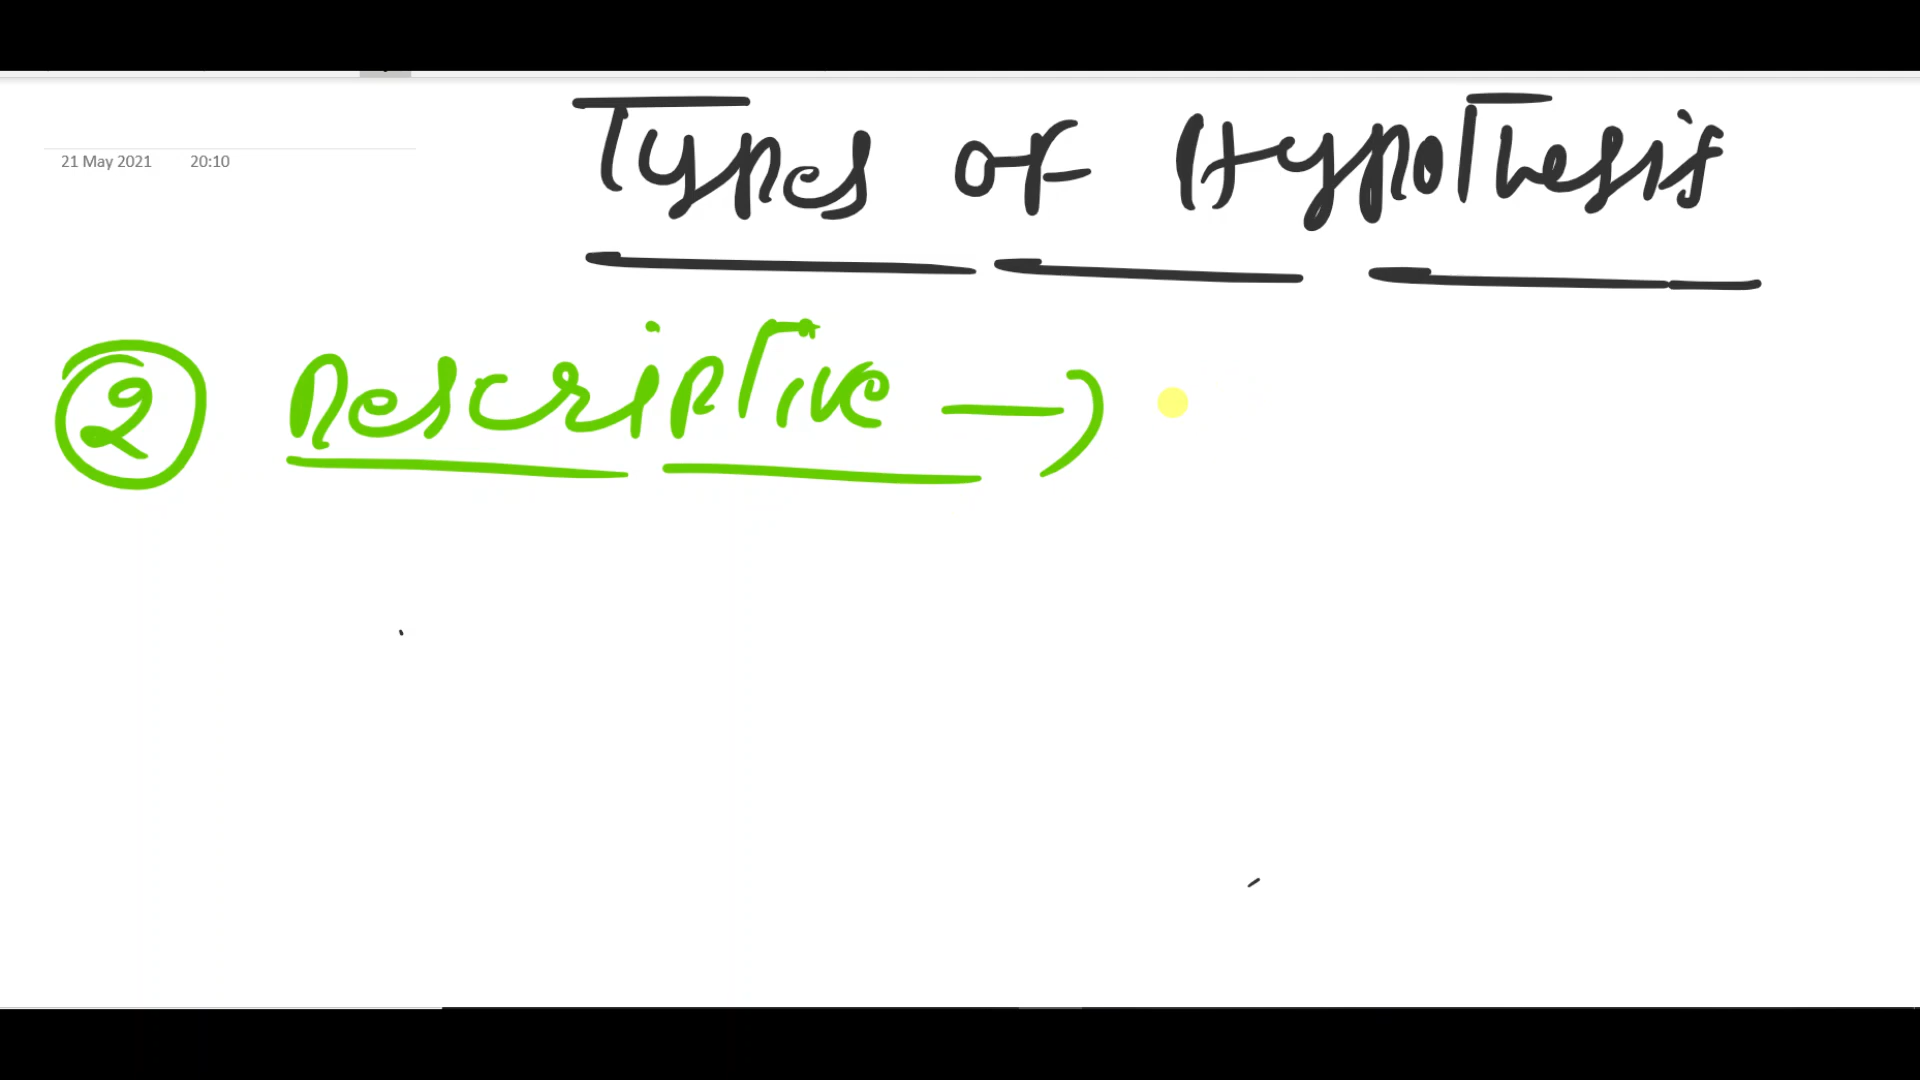 Types of Hypothesis
21 May 2021 20:10
2 Descriptive →